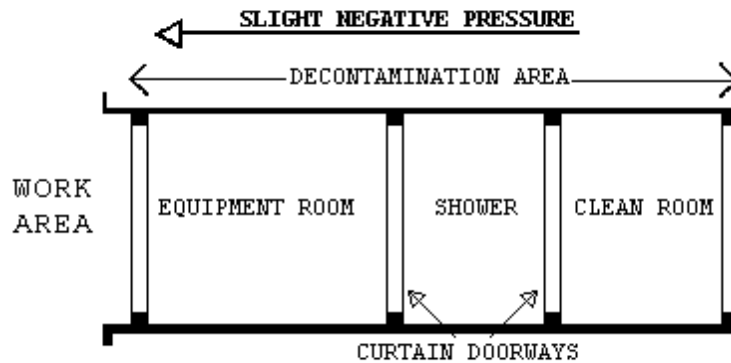 SLIGHT NEGATIVE PRESSURE
DECONTAMINATION AREA
WORK
AREA
EQUIPMENT ROOM
SHOWER
CLEAN ROOM
CURTAIN DOORWAYS